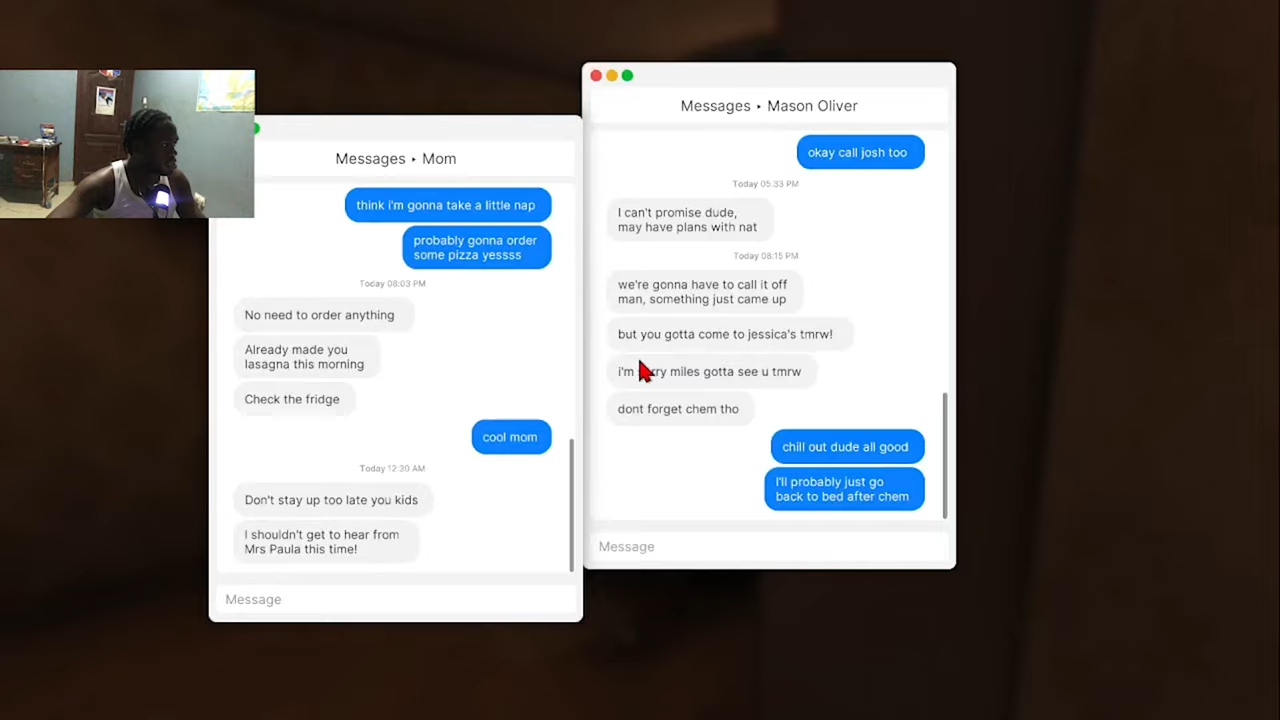 Messages ▸ Mom
think i'm gonna take a little nap
probably gonna order
some pizza yessss
Today 08:03 PM
No need to order anything
Already made you
lasagna this morning
Check the fridge
cool mom
Today 12:30 AM
Don't stay up too late you kids
I shouldn't get to hear from
Mrs Paula this time!
Message
Messages ▸ Mason Oliver
okay call josh too
Today 05:33 PM
I can't promise dude,
may have plans with nat
Today 08:15 PM
we're gonna have to call it off
man, something just came up
but you gotta come to jessica's tmrw!
i'm miles gotta see u tmrw
dont forget chem tho
chill out dude all good
I'll probably just go
back to bed after chem
Message